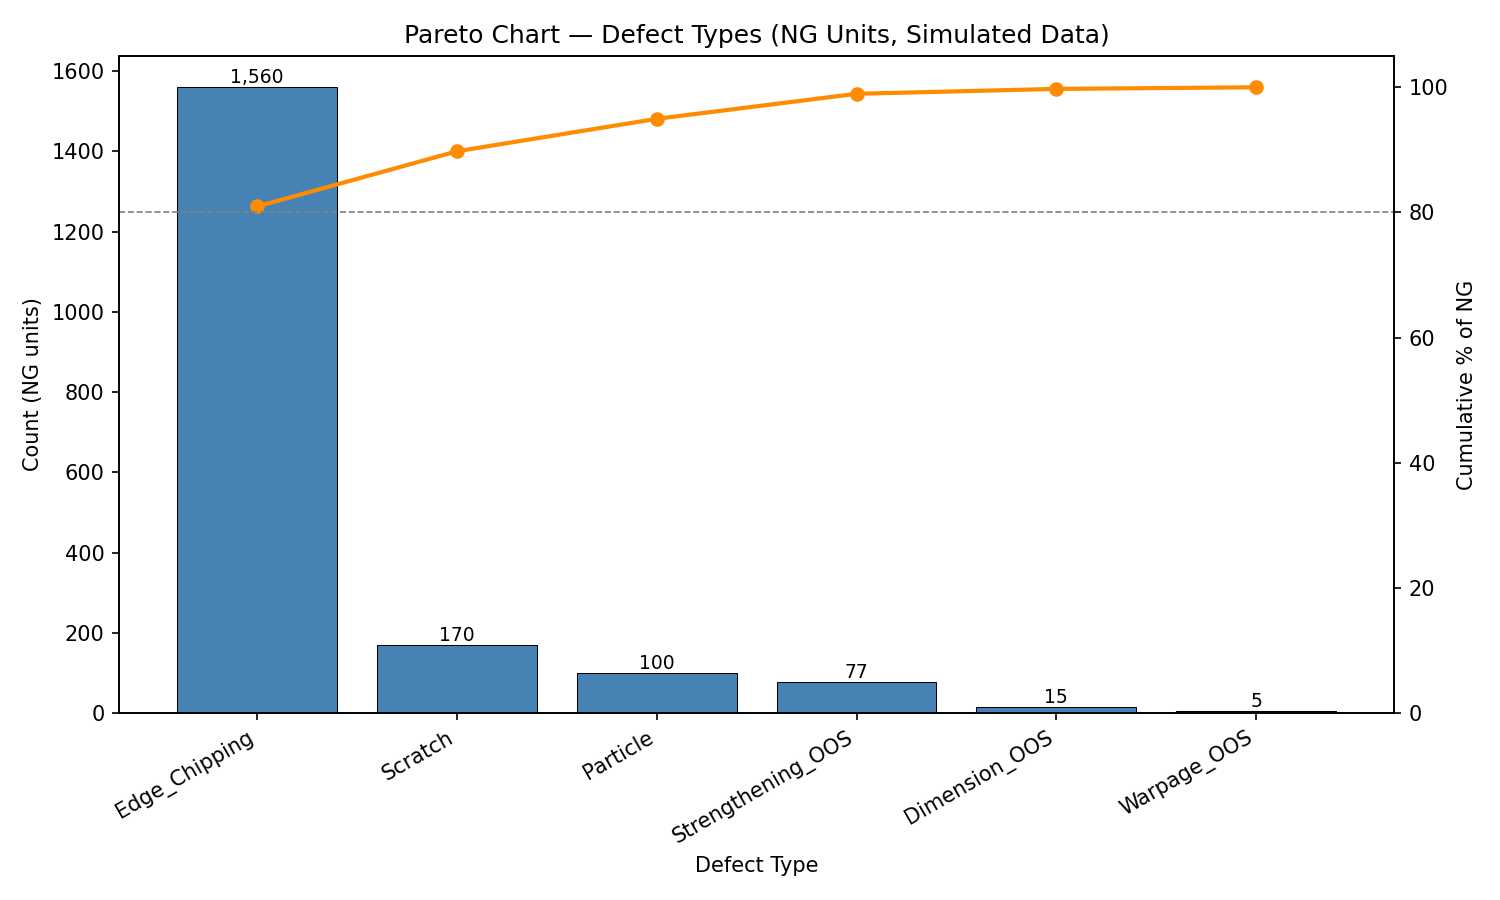 Pareto Chart — Defect Types (NG Units, Simulated Data)
1600
1400
1200
1000
800
600
400
200
0
Count (NG units)
1,560
170
100
77
15
5
100
80
60
40
20
0
Cumulative % of NG
Edge_Chipping
Scratch
Particle
Strengthening_OOS
Dimension_OOS
Warpage_OOS
Defect Type